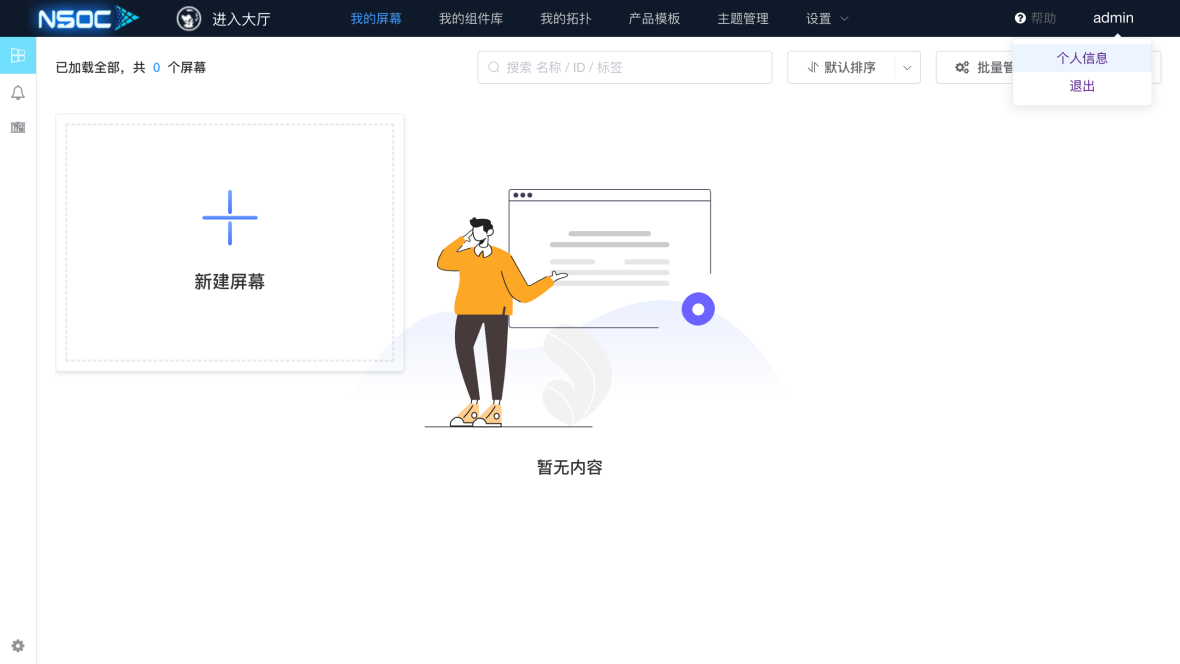 NSOC
进入大厅
我的屏幕
我的组件库
我的拓扑
产品模板
主题管理
设置
帮助
admin
个人信息
退出
已加载全部，共 0 个屏幕
搜索 名称 / ID / 标签
默认排序
批量管
新建屏幕
暂无内容